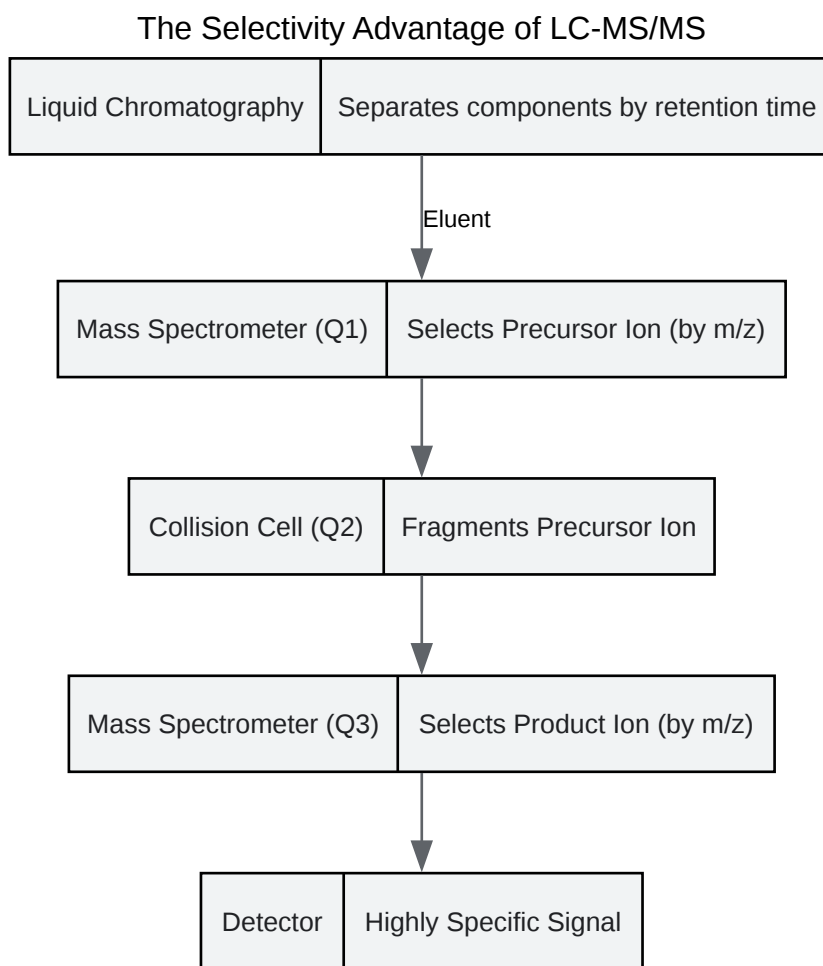 The Selectivity Advantage of LC-MS/MS
Liquid Chromatography Separates components by retention time
Eluent
Mass Spectrometer (Q1) Selects Precursor Ion (by m/z)
Collision Cell (Q2) Fragments Precursor Ion
Mass Spectrometer (Q3) Selects Product Ion (by m/z)
Detector Highly Specific Signal